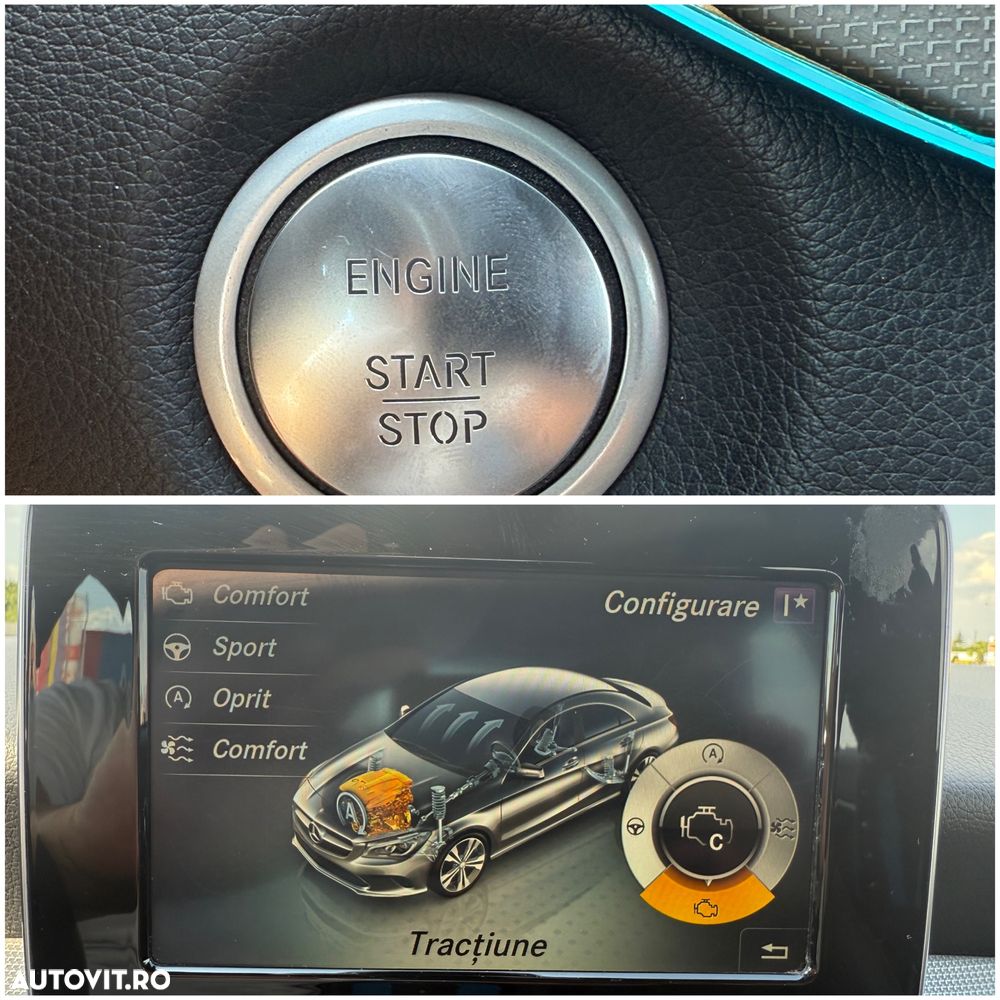 ENGINE
START
STOP
Comfort
Configurare
Sport
Oprit
A
Comfort
A
A
C
Tracțiune
AUTOVIT.RO